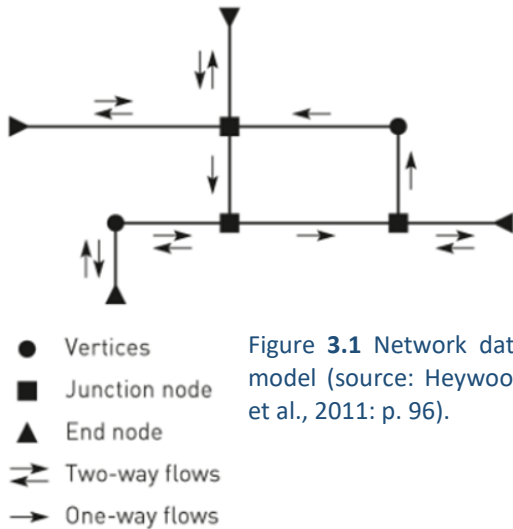 Vertices
Junction node
End node
Two-way flows
One-way flows
Figure 3.1 Network dat
model (source: Heywoo
et al., 2011: p. 96).